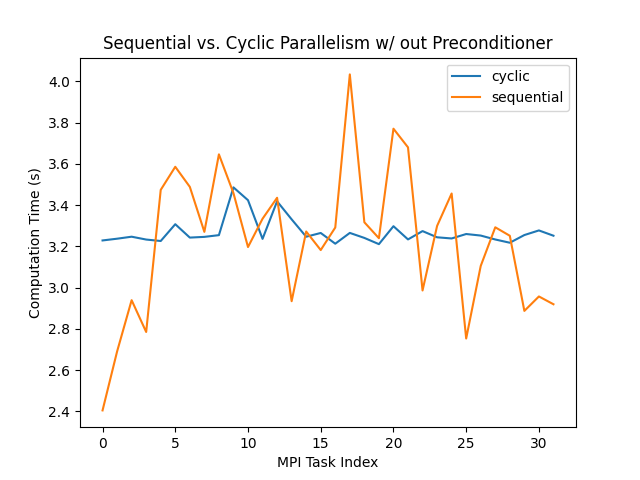 Sequential vs. Cyclic Parallelism w/ out Preconditioner
cyclic
sequential
Computation Time (s)
4.0
3.8
3.6
3.4
3.2
3.0
2.8
2.6
2.4
0 5 10 15 20 25 30
MPI Task Index